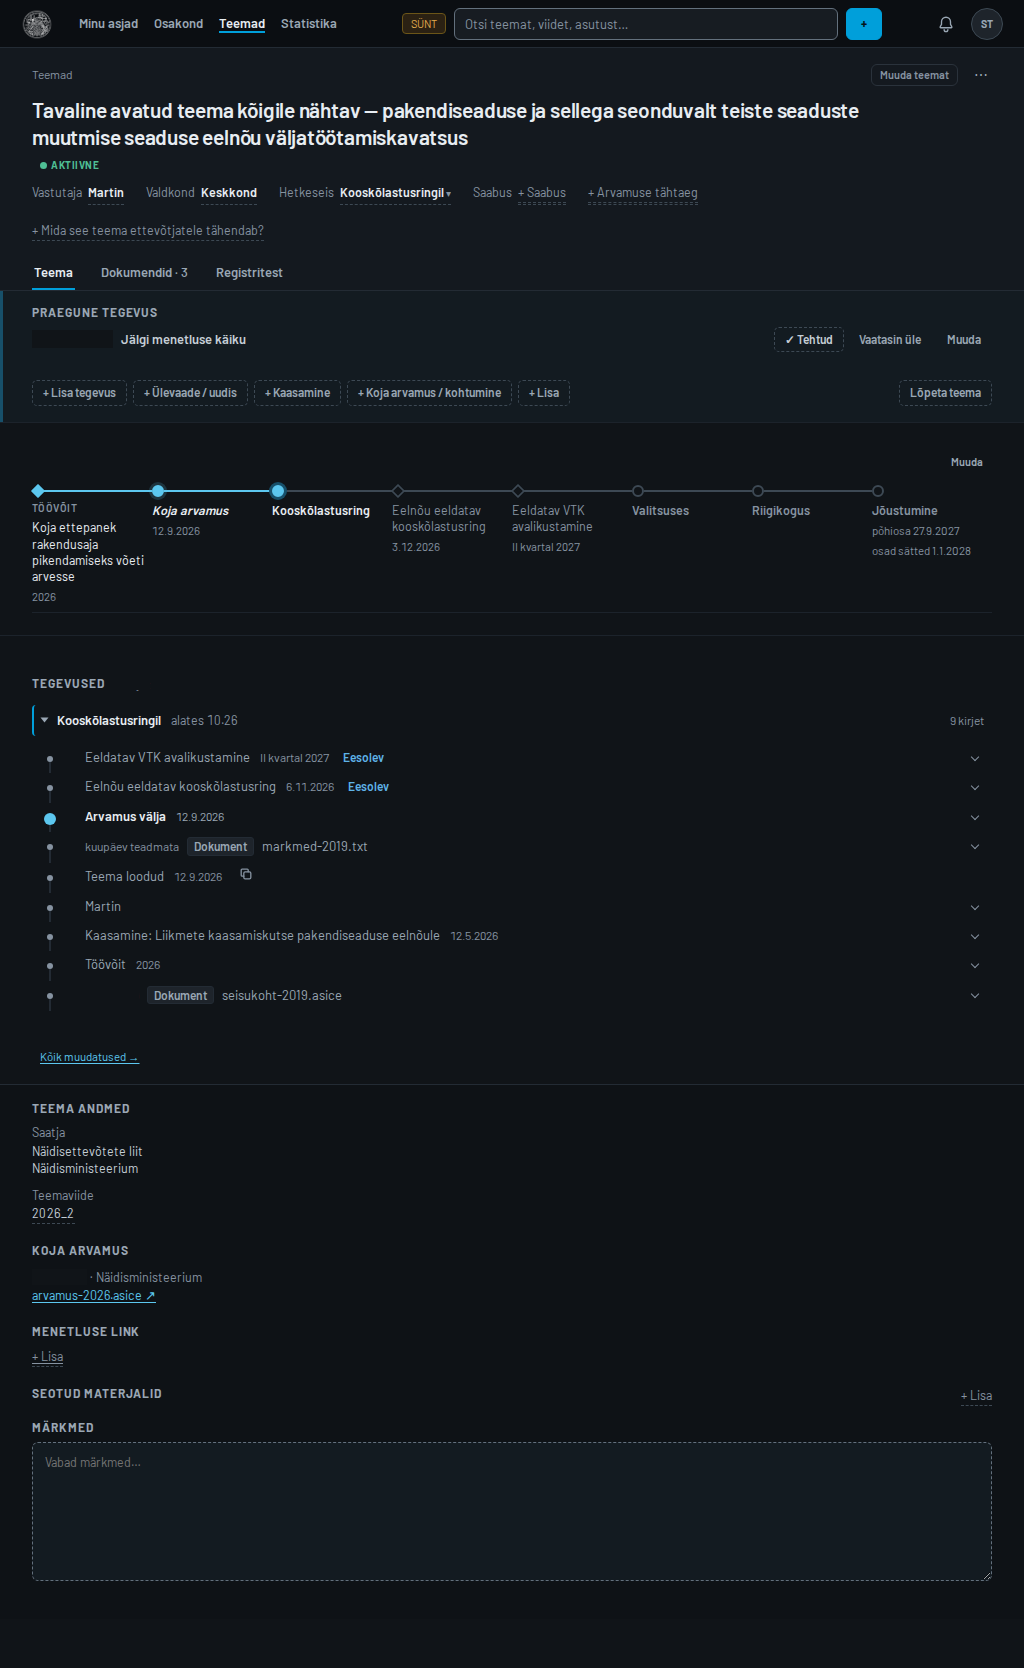 Minu asjad Osakond Teemad Statistika SÜNT Otsi teemat, viidet, asutust... + ST
Teemad Muuda teemat ⋯
Tavaline avatud teema kõigile nähtav — pakendiseaduse ja sellega seonduvalt teiste seaduste
muutmise seaduse eelnõu väljatöötamiskavatsus
AKTIIVNE
Vastutaja Martin Valdkond Keskkond Hetkeseis Kooskõlastusringil ▾ Saabus + Saabus + Arvamuse tähtaeg
+ Mida see teema ettevõtjatele tähendab?
Teema Dokumendid · 3 Registritest
PRAEGUNE TEGEVUS
Jälgi menetluse käiku ✓ Tehtud Vaatasin üle Muuda
+ Lisa tegevus + Ülevaade / uudis + Kaasamine + Koja arvamus / kohtumine + Lisa Lõpeta teema
Muuda
TÖÖVÕIT
Koja ettepanek
rakendusaja
pikendamiseks võeti
arvesse
2026
Koja arvamus
12.9.2026
Kooskõlastusring
Eelnõu eeldatav
kooskõlastusring
3.12.2026
Eeldatav VTK
avalikustamine
II kvartal 2027
Valitsuses
Riigikogus
Jõustumine
põhiosa 27.9.2027
osad sätted 1.1.2028
TEGEVUSED
Kooskõlastusringil alates 10.26 9 kirjet
Eeldatav VTK avalikustamine II kvartal 2027 Eesolev
Eelnõu eeldatav kooskõlastusring 6.11.2026 Eesolev
Arvamus välja 12.9.2026
kuupäev teadmata Dokument markmed-2019.txt
Teema loodud 12.9.2026
Martin
Kaasamine: Liikmete kaasamiskutse pakendiseaduse eelnõule 12.5.2026
Töövõit 2026
Dokument seisukoht-2019.asice
Kõik muudatused →
TEEMA ANDMED
Saatja
Näidisettevõtete liit
Näidisministeerium
Teemaviide
2026_2
KOJA ARVAMUS
· Näidisministeerium
arvamus-2026.asice ↗
MENETLUSE LINK
+ Lisa
SEOTUD MATERJALID + Lisa
MÄRKMED
Vabad märkmed...